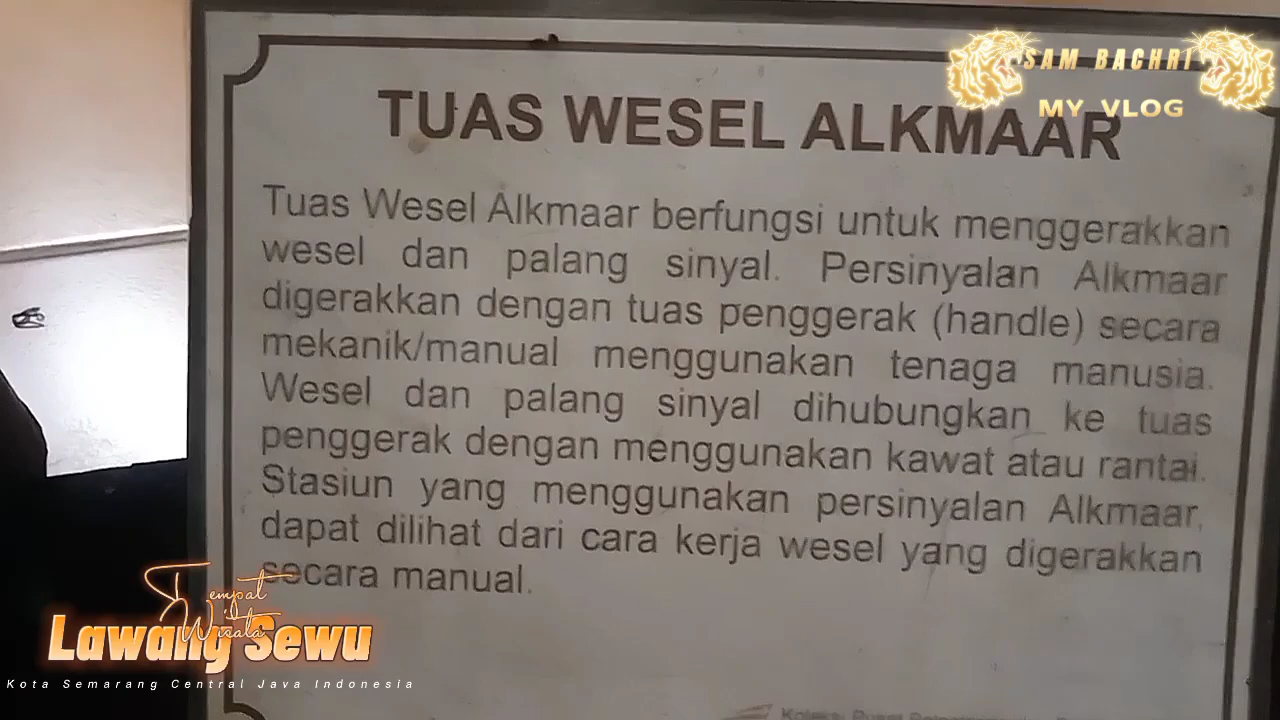 SAM BACHRI
MY VLOG
TUAS WESEL ALKMAAR
Tuas Wesel Alkmaar berfungsi untuk menggerakkan
wesel dan palang sinyal. Persinyalan Alkmaar
digerakkan dengan tuas penggerak (handle) secara
mekanik/manual menggunakan tenaga manusia.
Wesel dan palang sinyal dihubungkan ke tuas
penggerak dengan menggunakan kawat atau rantai.
Stasiun yang menggunakan persinyalan Alkmaar,
dapat dilihat dari cara kerja wesel yang digerakkan
secara manual.
Tempat
Wisata
Lawang Sewu
Kota Semarang Central Java Indonesia